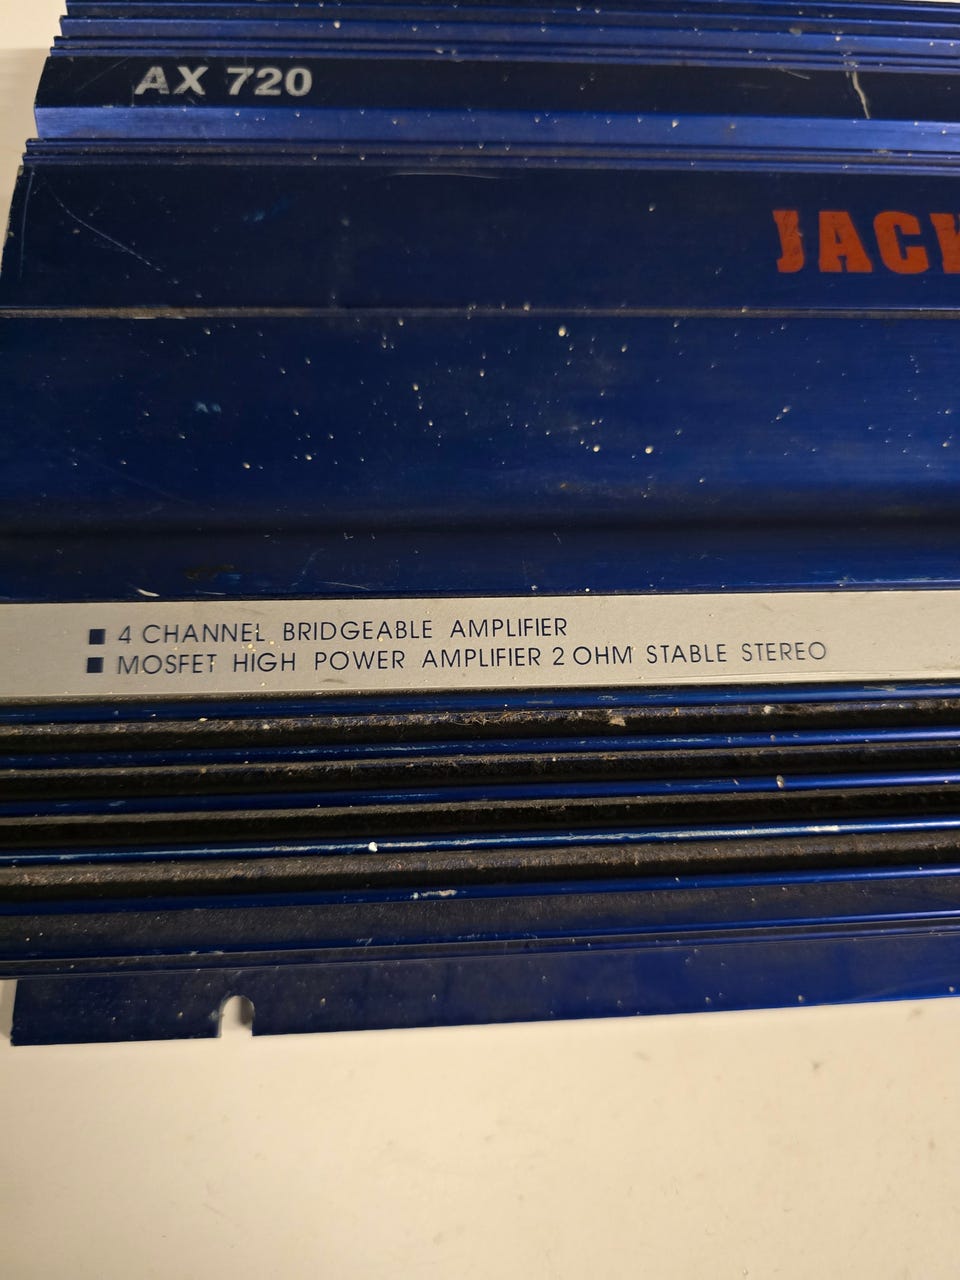 AX 720
JACK
■ 4 CHANNEL BRIDGEABLE AMPLIFIER
■ MOSFET HIGH POWER AMPLIFIER 2 OHM STABLE STEREO